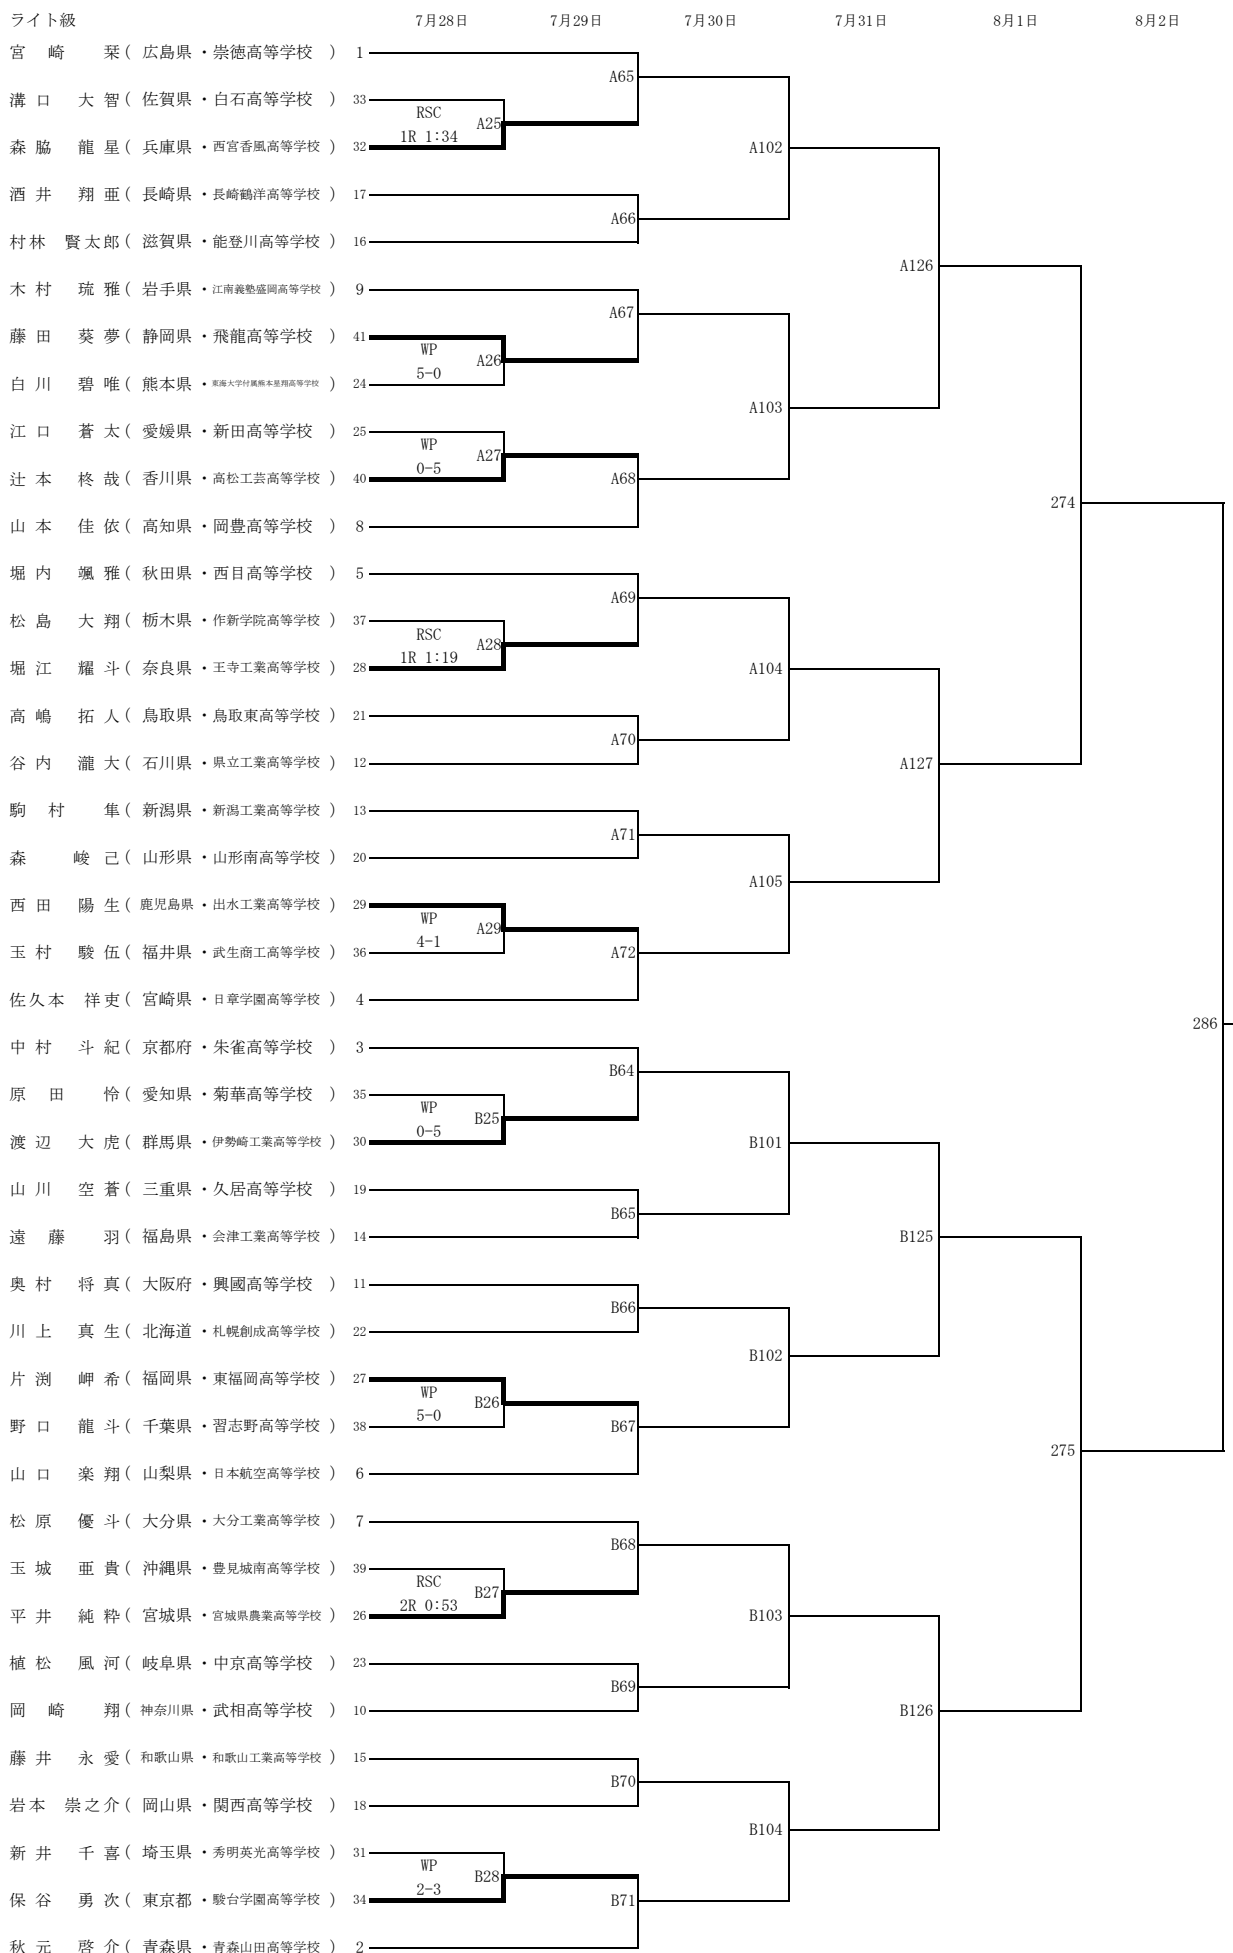 ライト級 7月28日 7月29日 7月30日 7月31日 8月1日 8月2日
宮崎 栞 ( 広島県 ・ 崇徳高等学校 ) 1
A65
溝口 大智 ( 佐賀県 ・ 白石高等学校 ) 33
RSC
A25
1R 1:34
森脇 龍星 ( 兵庫県 ・ 西宮香風高等学校 ) 32
A102
酒井 翔亜 ( 長崎県 ・ 長崎鶴洋高等学校 ) 17
A66
村林 賢太郎 ( 滋賀県 ・ 能登川高等学校 ) 16
A126
木村 琉雅 ( 岩手県 ・ 江南義塾盛岡高等学校 ) 9
A67
藤田 葵夢 ( 静岡県 ・ 飛龍高等学校 ) 41
WP
A26
5-0
白川 碧唯 ( 熊本県 ・ 東海大学付属熊本星翔高等学校 ) 24
A103
江口 蒼太 ( 愛媛県 ・ 新田高等学校 ) 25
WP
A27
0-5
辻本 柊哉 ( 香川県 ・ 高松工芸高等学校 ) 40
A68
274
山本 佳依 ( 高知県 ・ 岡豊高等学校 ) 8
堀内 颯雅 ( 秋田県 ・ 西目高等学校 ) 5
A69
松島 大翔 ( 栃木県 ・ 作新学院高等学校 ) 37
RSC
A28
1R 1:19
堀江 耀斗 ( 奈良県 ・ 王寺工業高等学校 ) 28
A104
高嶋 拓人 ( 鳥取県 ・ 鳥取東高等学校 ) 21
A70
谷内 瀧大 ( 石川県 ・ 県立工業高等学校 ) 12
A127
駒村 隼 ( 新潟県 ・ 新潟工業高等学校 ) 13
A71
森 峻己 ( 山形県 ・ 山形南高等学校 ) 20
A105
西田 陽生 ( 鹿児島県 ・ 出水工業高等学校 ) 29
WP
A29
4-1
玉村 駿伍 ( 福井県 ・ 武生商工高等学校 ) 36
A72
佐久本 祥吏 ( 宮崎県 ・ 日章学園高等学校 ) 4
286
中村 斗紀 ( 京都府 ・ 朱雀高等学校 ) 3
B64
原田 怜 ( 愛知県 ・ 菊華高等学校 ) 35
WP
B25
0-5
渡辺 大虎 ( 群馬県 ・ 伊勢崎工業高等学校 ) 30
B101
山川 空蒼 ( 三重県 ・ 久居高等学校 ) 19
B65
遠藤 羽 ( 福島県 ・ 会津工業高等学校 ) 14
B125
奥村 将真 ( 大阪府 ・ 興國高等学校 ) 11
B66
川上 真生 ( 北海道 ・ 札幌創成高等学校 ) 22
B102
片渕 岬希 ( 福岡県 ・ 東福岡高等学校 ) 27
WP
B26
5-0
野口 龍斗 ( 千葉県 ・ 習志野高等学校 ) 38
B67
275
山口 楽翔 ( 山梨県 ・ 日本航空高等学校 ) 6
松原 優斗 ( 大分県 ・ 大分工業高等学校 ) 7
B68
玉城 亜貴 ( 沖縄県 ・ 豊見城南高等学校 ) 39
RSC
B27
2R 0:53
平井 純粋 ( 宮城県 ・ 宮城県農業高等学校 ) 26
B103
植松 風河 ( 岐阜県 ・ 中京高等学校 ) 23
B69
岡崎 翔 ( 神奈川県 ・ 武相高等学校 ) 10
B126
藤井 永愛 ( 和歌山県 ・ 和歌山工業高等学校 ) 15
B70
岩本 崇之介 ( 岡山県 ・ 関西高等学校 ) 18
B104
新井 千喜 ( 埼玉県 ・ 秀明英光高等学校 ) 31
WP
B28
2-3
保谷 勇次 ( 東京都 ・ 駿台学園高等学校 ) 34
B71
秋元 啓介 ( 青森県 ・ 青森山田高等学校 ) 2